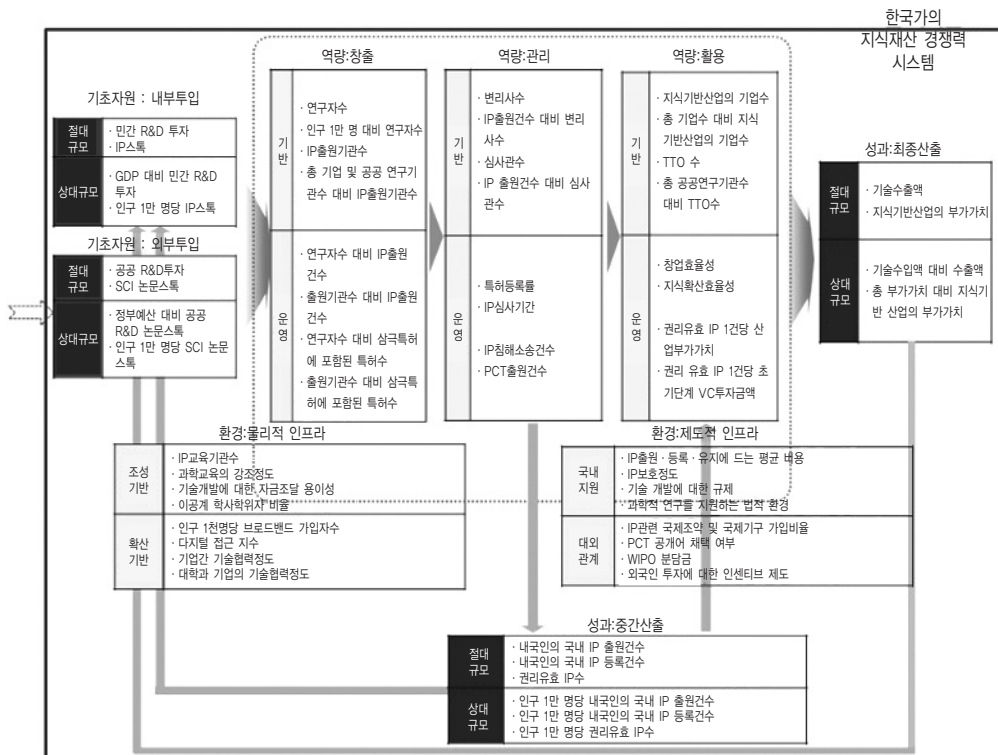 한국가의
지식재산 경쟁력
시스템
기초자원 : 내부투입
절대
규모
· 민간 R&D 투자
· IP스톡
상대규모
· GDP 대비 민간 R&D
투자
· 인구 1만 명당 IP스톡
기초자원 : 외부투입
절대
규모
· 공공 R&D투자
· SCI 논문스톡
상대규모
· 정부예산 대비 공공
R&D 논문스톡
· 인구 1만 명당 SCI 논문
스톡
역량:창출
기
반
· 연구자수
· 인구 1만 명 대비 연구자수
· IP출원기관수
· 총 기업 및 공공 연구기
관수 대비 IP출원기관수
운
영
· 연구자수 대비 IP출원
건수
· 출원기관수 대비 IP출원
건수
· 연구자수 대비 삼극특허
에 포함된 특허수
· 출원기관수 대비 삼극특
허에 포함된 특허수
역량:관리
기
반
· 변리사수
· IP출원건수 대비 변리
사수
· 심사관수
· IP 출원건수 대비 심사
관수
운
영
· 특허등록률
· IP심사기간
· IP침해소송건수
· PCT출원건수
역량:활용
기
반
· 지식기반산업의 기업수
· 총 기업수 대비 지식
기반산업의 기업수
· TTO 수
· 총 공공연구기관수
대비 TTO수
운
영
· 창업효율성
· 지식확산효율성
· 권리유효 IP 1건당 산
업부가가치
· 권리 유효 IP 1건당 초
기단계 VC투자금액
성과:최종산출
절대
규모
· 기술수출액
· 지식기반산업의 부가가치
상대
규모
· 기술수입액 대비 수출액
· 총 부가가치 대비 지식기
반 산업의 부가가치
환경:물리적 인프라
조성
기반
· IP교육기관수
· 과학교육의 강조정도
· 기술개발에 대한 자금조달 용이성
· 이공계 학사학위자 비율
확산
기반
· 인구 1천명당 브로드밴드 가입자수
· 디지털 접근 지수
· 기업간 기술협력정도
· 대학과 기업의 기술협력정도
환경:제도적 인프라
국내
지원
· IP출원 · 등록 · 유지에 드는 평균 비용
· IP보호정도
· 기술 개발에 대한 규제
· 과학적 연구를 지원하는 법적 환경
대외
관계
· IP관련 국제조약 및 국제기구 가입비율
· PCT 공개어 채택 여부
· WIPO 분담금
· 외국인 투자에 대한 인센티브 제도
성과:중간산출
절대
규모
· 내국인의 국내 IP 출원건수
· 내국인의 국내 IP 등록건수
· 권리유효 IP수
상대
규모
· 인구 1만 명당 내국인의 국내 IP 출원건수
· 인구 1만 명당 내국인의 국내 IP 등록건수
· 인구 1만 명당 권리유효 IP수